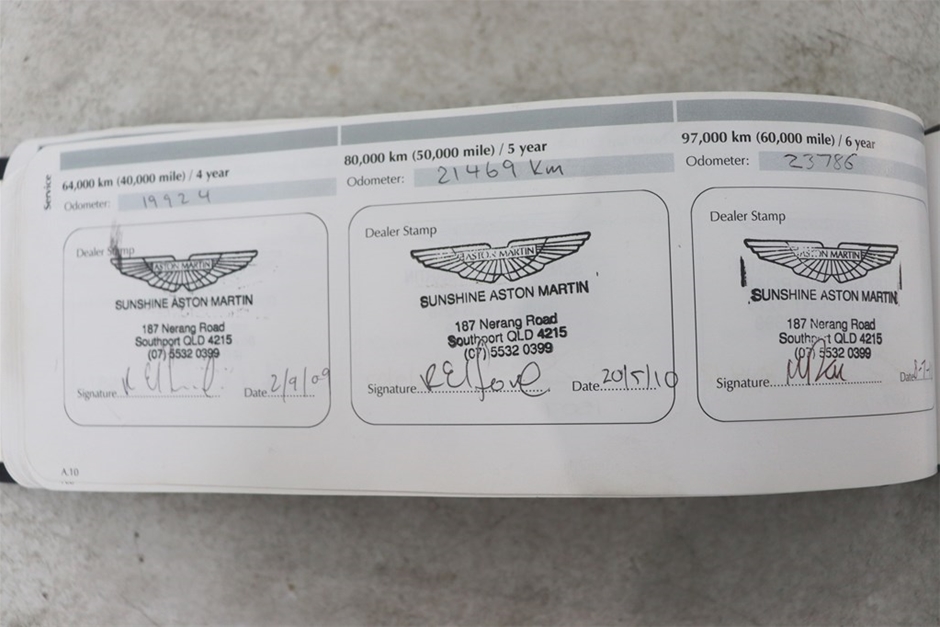 Service
64,000 km (40,000 mile) / 4 year
Odometer: 19924
Dealer Stamp
ASTON MARTIN
SUNSHINE ASTON MARTIN
187 Nerang Road
Southport QLD 4215
(07) 5532 0399
Signature
Date 2/9/09
80,000 km (50,000 mile) / 5 year
Odometer: 21469 km
Dealer Stamp
ASTON MARTIN
SUNSHINE ASTON MARTIN
187 Nerang Road
Southport QLD 4215
(07) 5532 0399
Signature
Date 20/5/10
97,000 km (60,000 mile) / 6 year
Odometer: 23786
Dealer Stamp
ASTON MARTIN
SUNSHINE ASTON MARTIN
187 Nerang Road
Southport QLD 4215
(07) 5532 0399
Signature
A.10